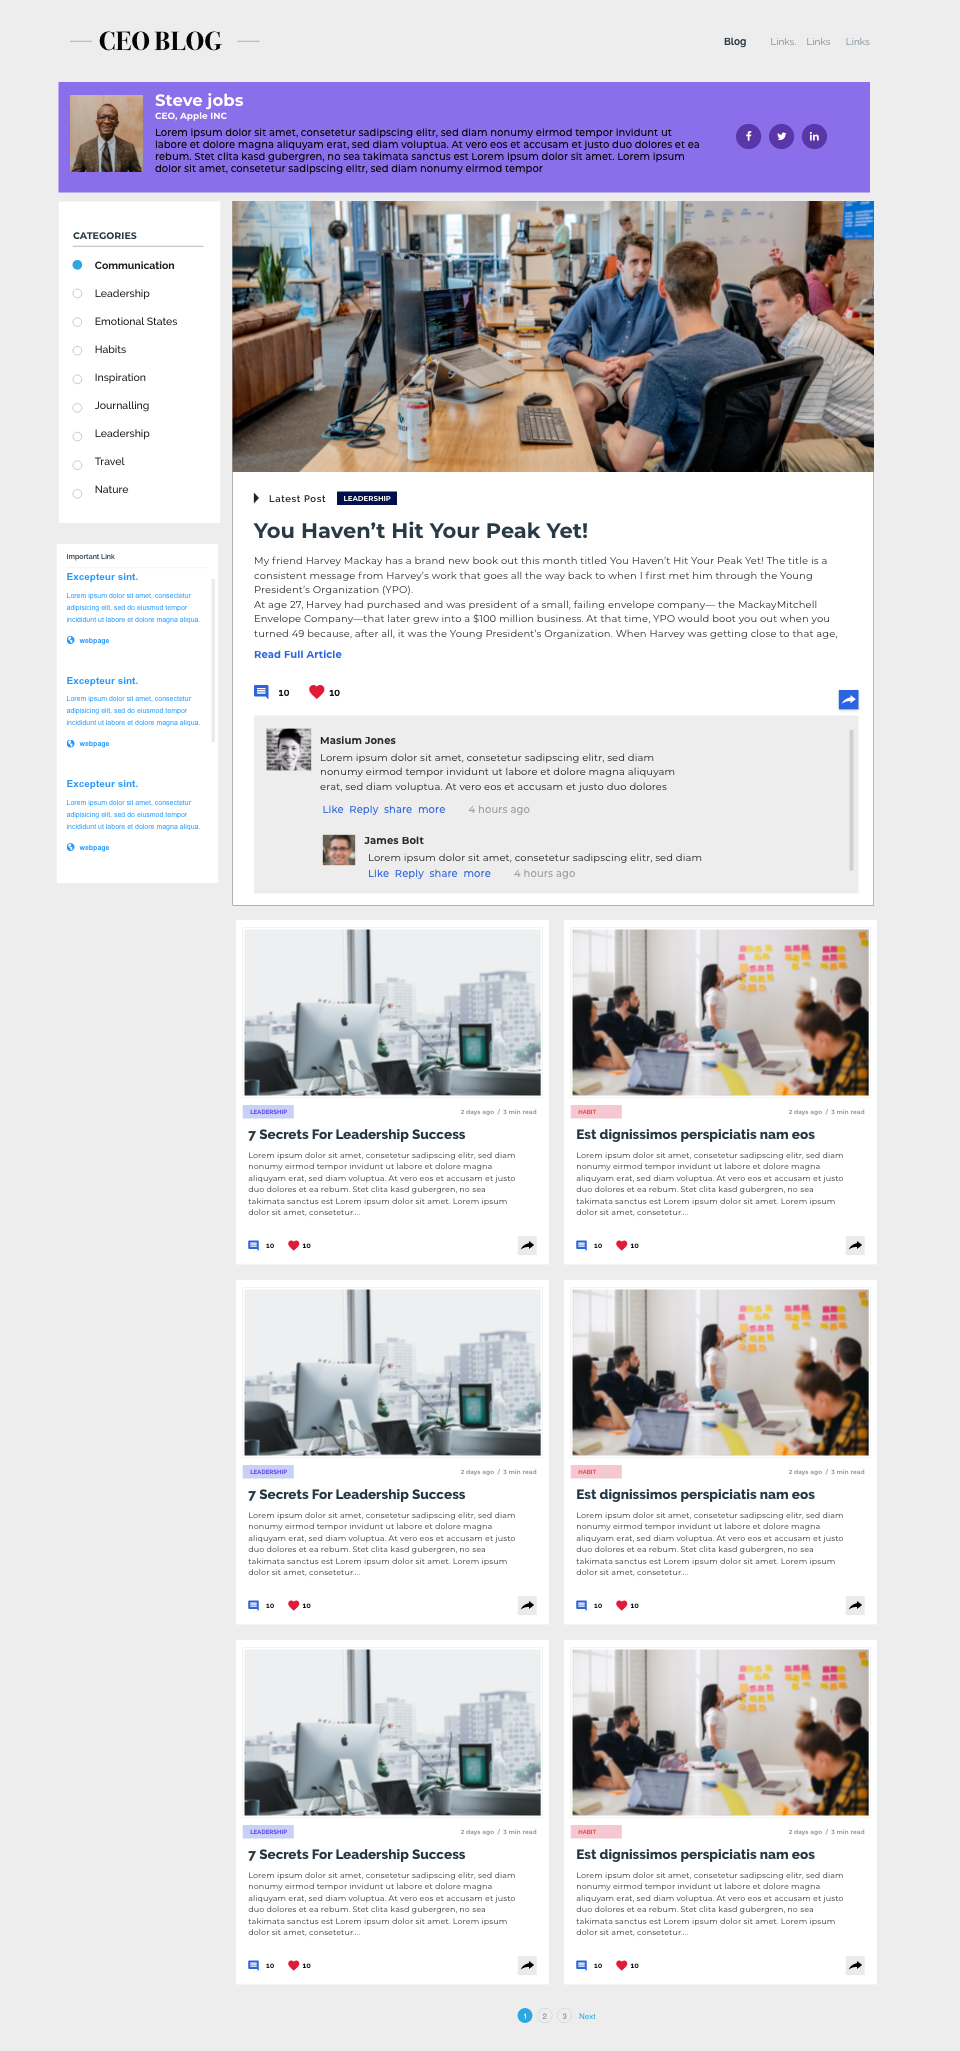 CEO BLOG
Blog Links. Links Links
Steve jobs
CEO, Apple INC
Lorem ipsum dolor sit amet, consetetur sadipscing elitr, sed diam nonumy eirmod tempor invidunt ut
labore et dolore magna aliquyam erat, sed diam voluptua. At vero eos et accusam et justo duo dolores et ea
rebum. Stet clita kasd gubergren, no sea takimata sanctus est Lorem ipsum dolor sit amet. Lorem ipsum
dolor sit amet, consetetur sadipscing elitr, sed diam nonumy eirmod tempor
CATEGORIES
Communication
Leadership
Emotional States
Habits
Inspiration
Journalling
Leadership
Travel
Nature
Important Link
Excepteur sint.
Lorem ipsum dolor sit amet, consectetur
adipisicing elit, sed do eiusmod tempor
incididunt ut labore et dolore magna aliqua.
webpage
Excepteur sint.
Lorem ipsum dolor sit amet, consectetur
adipisicing elit, sed do eiusmod tempor
incididunt ut labore et dolore magna aliqua.
webpage
Excepteur sint.
Lorem ipsum dolor sit amet, consectetur
adipisicing elit, sed do eiusmod tempor
incididunt ut labore et dolore magna aliqua.
webpage
Latest Post LEADERSHIP
You Haven’t Hit Your Peak Yet!
My friend Harvey Mackay has a brand new book out this month titled You Haven’t Hit Your Peak Yet! The title is a
consistent message from Harvey’s work that goes all the way back to when I first met him through the Young
President’s Organization (YPO).
At age 27, Harvey had purchased and was president of a small, failing envelope company— the MackayMitchell
Envelope Company—that later grew into a $100 million business. At that time, YPO would boot you out when you
turned 49 because, after all, it was the Young President’s Organization. When Harvey was getting close to that age,
Read Full Article
10 10
Masium Jones
Lorem ipsum dolor sit amet, consetetur sadipscing elitr, sed diam
nonumy eirmod tempor invidunt ut labore et dolore magna aliquyam
erat, sed diam voluptua. At vero eos et accusam et justo duo dolores
Like Reply share more 4 hours ago
James Bolt
Lorem ipsum dolor sit amet, consetetur sadipscing elitr, sed diam
Like Reply share more 4 hours ago
LEADERSHIP 2 days ago / 3 min read
7 Secrets For Leadership Success
Lorem ipsum dolor sit amet, consetetur sadipscing elitr, sed diam
nonumy eirmod tempor invidunt ut labore et dolore magna
aliquyam erat, sed diam voluptua. At vero eos et accusam et justo
duo dolores et ea rebum. Stet clita kasd gubergren, no sea
takimata sanctus est Lorem ipsum dolor sit amet. Lorem ipsum
dolor sit amet, consetetur....
10 10
HABIT 2 days ago / 3 min read
Est dignissimos perspiciatis nam eos
Lorem ipsum dolor sit amet, consetetur sadipscing elitr, sed diam
nonumy eirmod tempor invidunt ut labore et dolore magna
aliquyam erat, sed diam voluptua. At vero eos et accusam et justo
duo dolores et ea rebum. Stet clita kasd gubergren, no sea
takimata sanctus est Lorem ipsum dolor sit amet. Lorem ipsum
dolor sit amet, consetetur....
10 10
LEADERSHIP 2 days ago / 3 min read
7 Secrets For Leadership Success
Lorem ipsum dolor sit amet, consetetur sadipscing elitr, sed diam
nonumy eirmod tempor invidunt ut labore et dolore magna
aliquyam erat, sed diam voluptua. At vero eos et accusam et justo
duo dolores et ea rebum. Stet clita kasd gubergren, no sea
takimata sanctus est Lorem ipsum dolor sit amet. Lorem ipsum
dolor sit amet, consetetur....
10 10
HABIT 2 days ago / 3 min read
Est dignissimos perspiciatis nam eos
Lorem ipsum dolor sit amet, consetetur sadipscing elitr, sed diam
nonumy eirmod tempor invidunt ut labore et dolore magna
aliquyam erat, sed diam voluptua. At vero eos et accusam et justo
duo dolores et ea rebum. Stet clita kasd gubergren, no sea
takimata sanctus est Lorem ipsum dolor sit amet. Lorem ipsum
dolor sit amet, consetetur....
10 10
LEADERSHIP 2 days ago / 3 min read
7 Secrets For Leadership Success
Lorem ipsum dolor sit amet, consetetur sadipscing elitr, sed diam
nonumy eirmod tempor invidunt ut labore et dolore magna
aliquyam erat, sed diam voluptua. At vero eos et accusam et justo
duo dolores et ea rebum. Stet clita kasd gubergren, no sea
takimata sanctus est Lorem ipsum dolor sit amet. Lorem ipsum
dolor sit amet, consetetur....
10 10
HABIT 2 days ago / 3 min read
Est dignissimos perspiciatis nam eos
Lorem ipsum dolor sit amet, consetetur sadipscing elitr, sed diam
nonumy eirmod tempor invidunt ut labore et dolore magna
aliquyam erat, sed diam voluptua. At vero eos et accusam et justo
duo dolores et ea rebum. Stet clita kasd gubergren, no sea
takimata sanctus est Lorem ipsum dolor sit amet. Lorem ipsum
dolor sit amet, consetetur....
10 10
1 2 3 Next